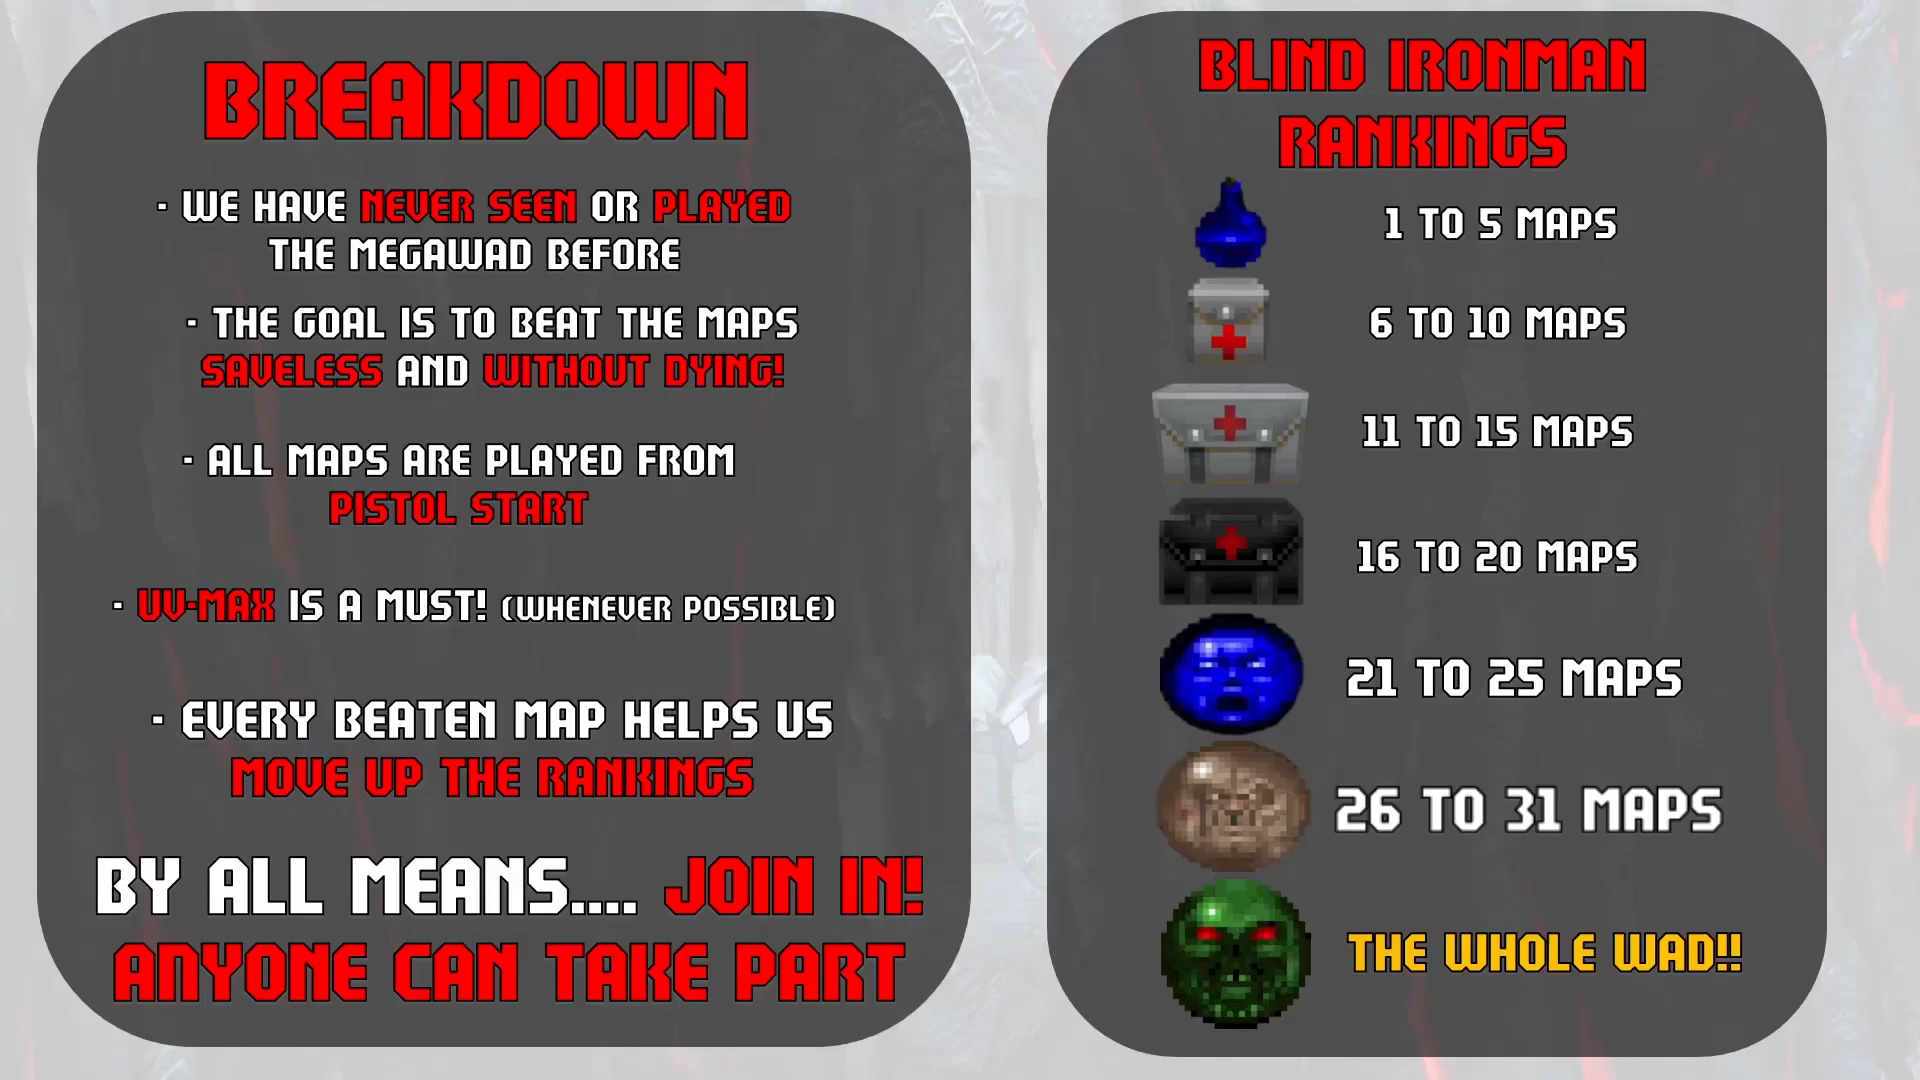 BREAKDOWN
· WE HAVE NEVER SEEN OR PLAYED
THE MEGAWAD BEFORE
· THE GOAL IS TO BEAT THE MAPS
SAVELESS AND WITHOUT DYING!
· ALL MAPS ARE PLAYED FROM
PISTOL START
· UV-MAX IS A MUST! (WHENEVER POSSIBLE)
· EVERY BEATEN MAP HELPS US
MOVE UP THE RANKINGS
BY ALL MEANS.... JOIN IN!
ANYONE CAN TAKE PART
BLIND IRONMAN
RANKINGS
1 TO 5 MAPS
6 TO 10 MAPS
11 TO 15 MAPS
16 TO 20 MAPS
21 TO 25 MAPS
26 TO 31 MAPS
THE WHOLE WAD!!